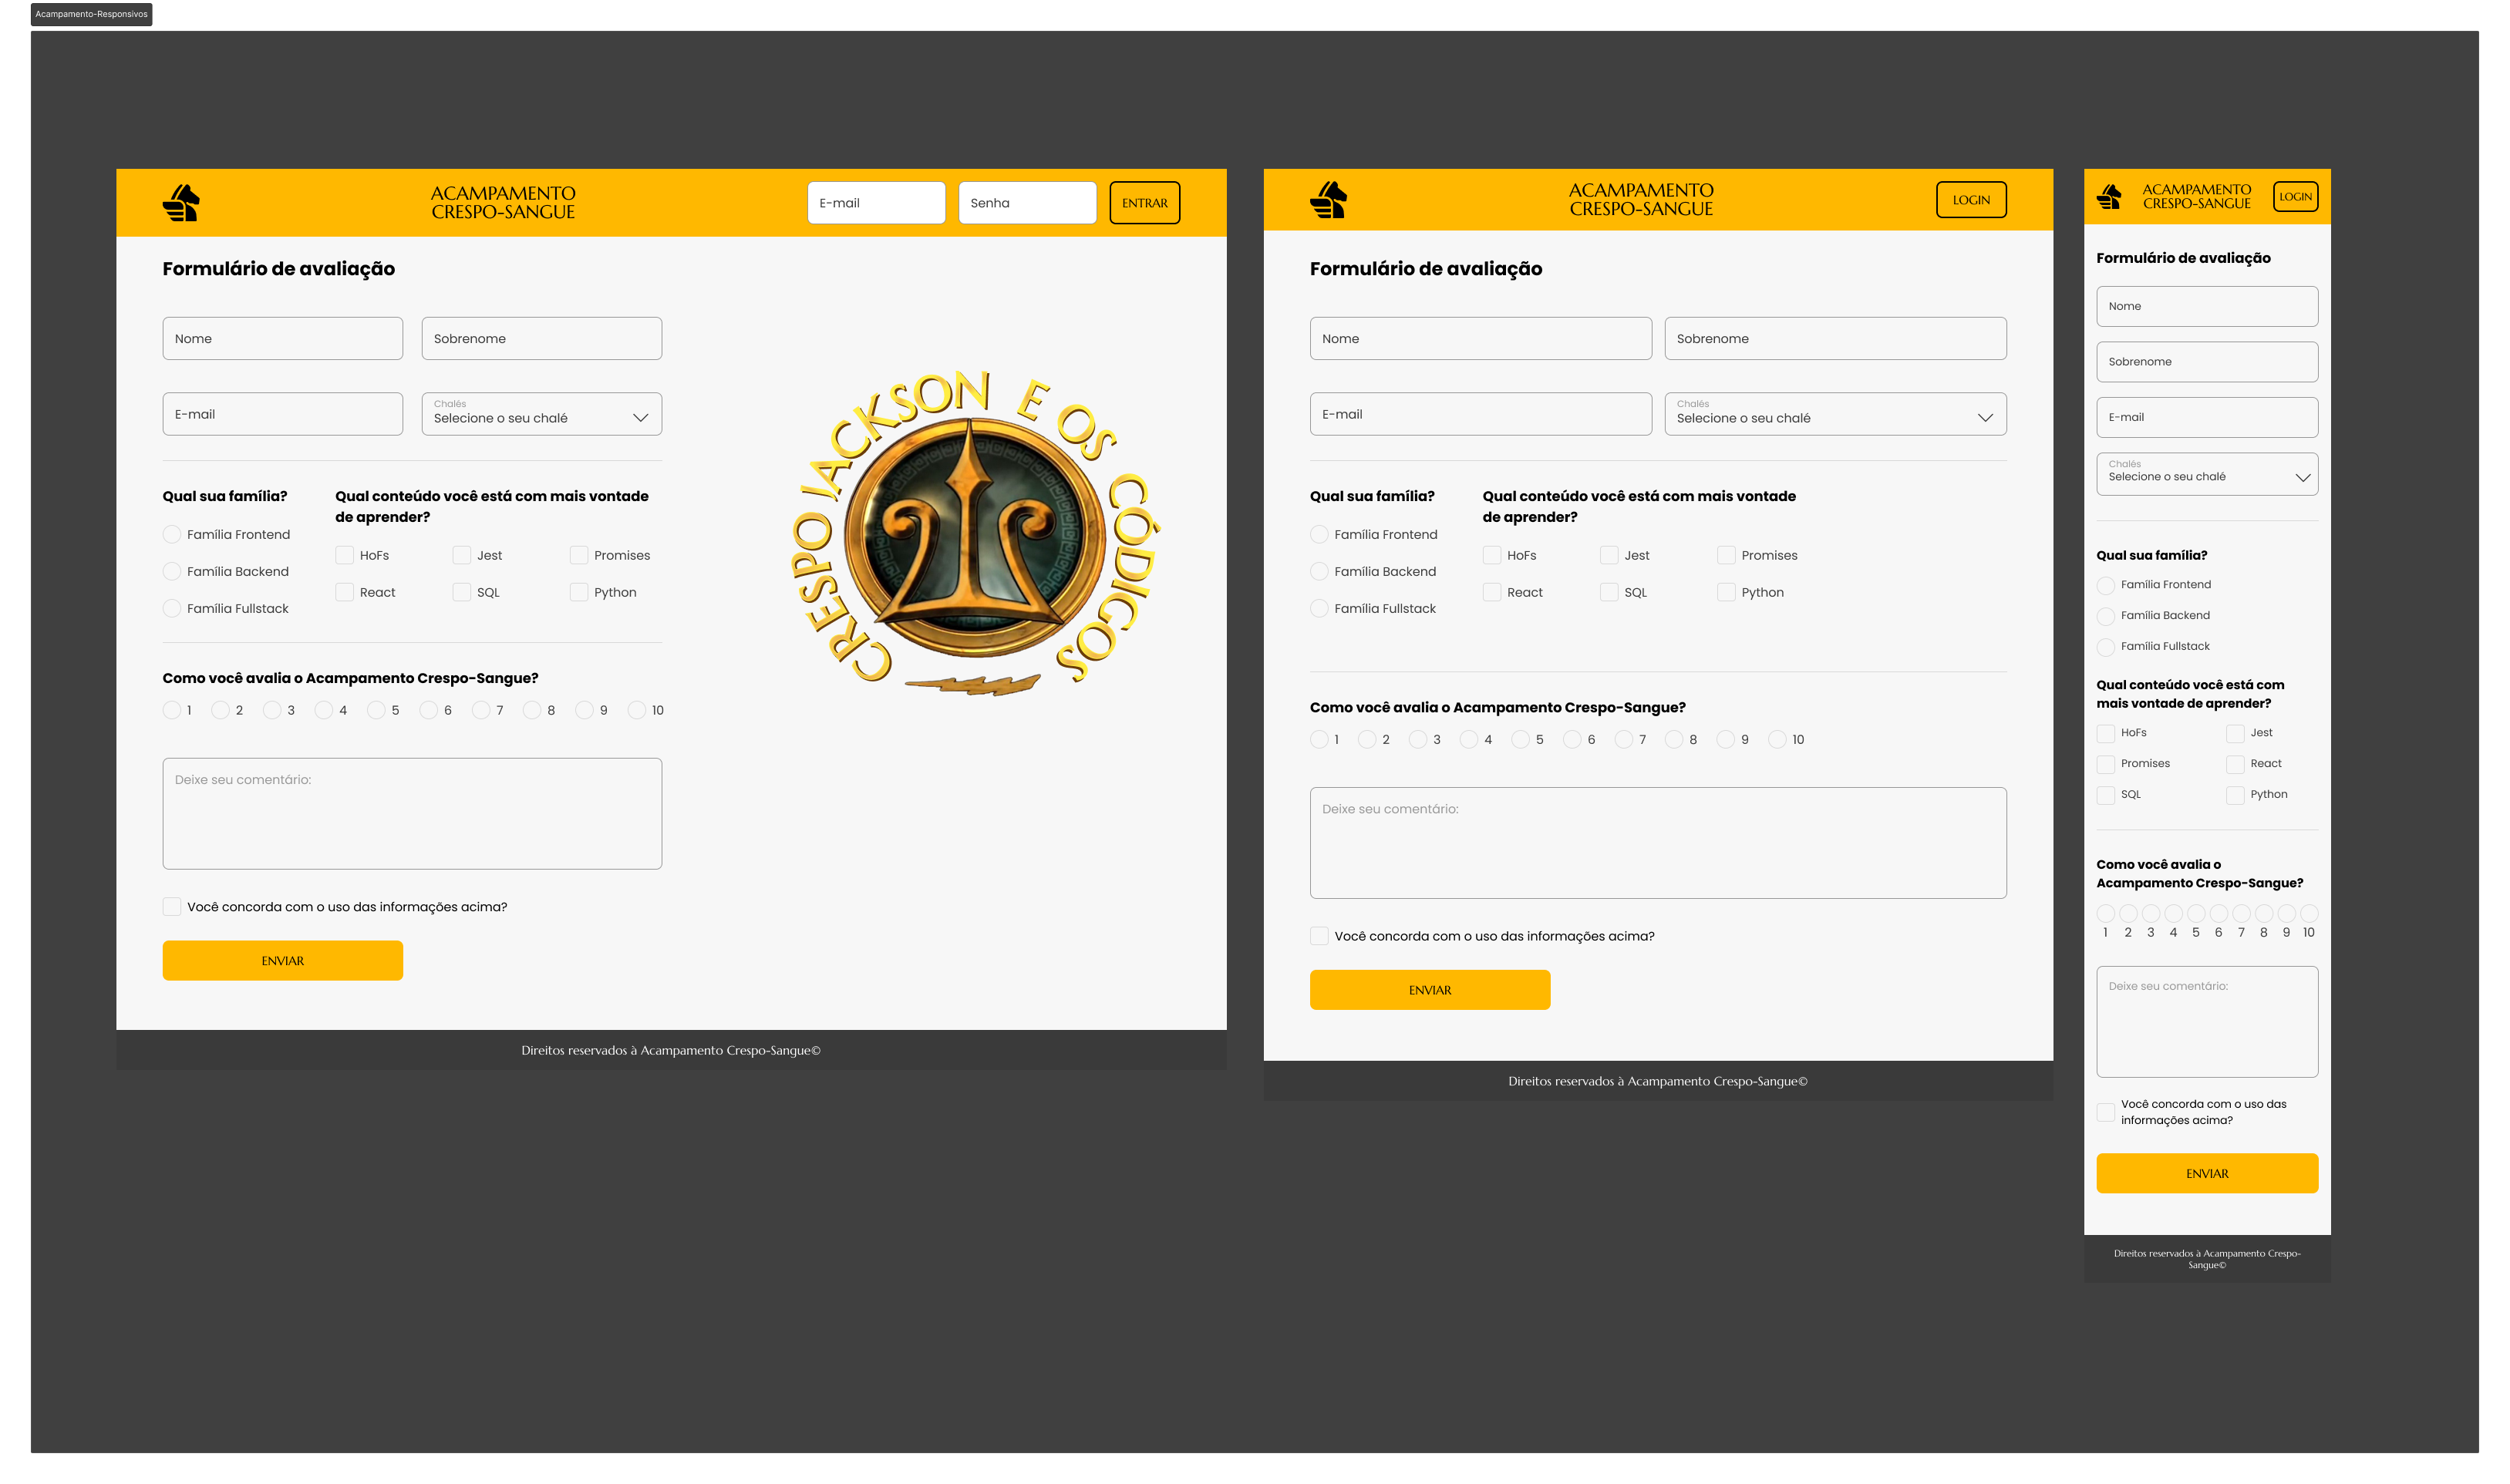 Acampamento-Responsivos
ACAMPAMENTO
CRESPO-SANGUE
E-mail
Senha
ENTRAR
Formulário de avaliação
Nome
Sobrenome
E-mail
Chalés
Selecione o seu chalé
Qual sua família?
Família Frontend
Família Backend
Família Fullstack
Qual conteúdo você está com mais vontade
de aprender?
HoFs
Jest
Promises
React
SQL
Python
Como você avalia o Acampamento Crespo-Sangue?
1 2 3 4 5 6 7 8 9 10
Deixe seu comentário:
Você concorda com o uso das informações acima?
ENVIAR
CRESPO JACKSON E OS CÓDIGOS
Direitos reservados à Acampamento Crespo-Sangue©
ACAMPAMENTO
CRESPO-SANGUE
LOGIN
Formulário de avaliação
Nome
Sobrenome
E-mail
Chalés
Selecione o seu chalé
Qual sua família?
Família Frontend
Família Backend
Família Fullstack
Qual conteúdo você está com mais vontade
de aprender?
HoFs
Jest
Promises
React
SQL
Python
Como você avalia o Acampamento Crespo-Sangue?
1 2 3 4 5 6 7 8 9 10
Deixe seu comentário:
Você concorda com o uso das informações acima?
ENVIAR
Direitos reservados à Acampamento Crespo-Sangue©
ACAMPAMENTO
CRESPO-SANGUE
LOGIN
Formulário de avaliação
Nome
Sobrenome
E-mail
Chalés
Selecione o seu chalé
Qual sua família?
Família Frontend
Família Backend
Família Fullstack
Qual conteúdo você está com
mais vontade de aprender?
HoFs
Jest
Promises
React
SQL
Python
Como você avalia o
Acampamento Crespo-Sangue?
1 2 3 4 5 6 7 8 9 10
Deixe seu comentário:
Você concorda com o uso das
informações acima?
ENVIAR
Direitos reservados à Acampamento Crespo-
Sangue©